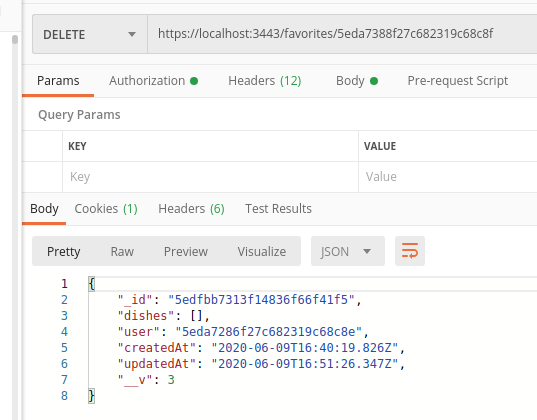 DELETE https://localhost:3443/favorites/5eda7388f27c682319c68c8f
Params Authorization Headers (12) Body Pre-request Script
Query Params
KEY VALUE
Key Value
Body Cookies (1) Headers (6) Test Results
Pretty Raw Preview Visualize JSON
1 {
2 "_id": "5edfbb7313f14836f66f41f5",
3 "dishes": [],
4 "user": "5eda7286f27c682319c68c8e",
5 "createdAt": "2020-06-09T16:40:19.826Z",
6 "updatedAt": "2020-06-09T16:51:26.347Z",
7 "__v": 3
8 }